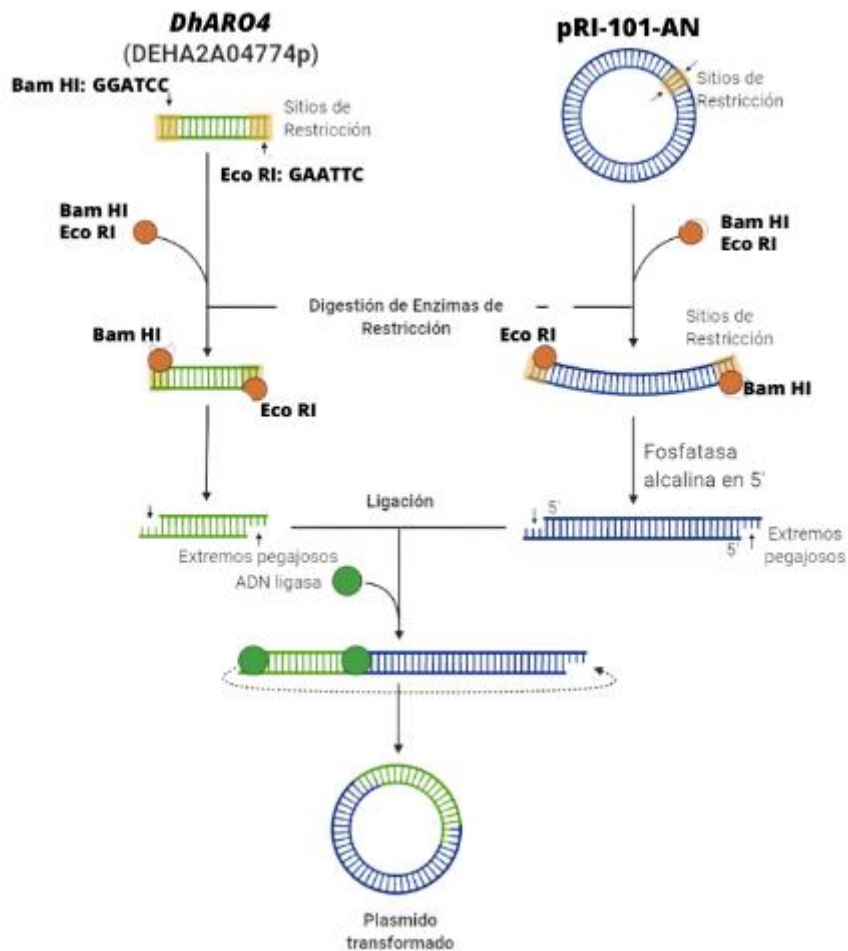 DhARO4
(DEHA2A04774p)
Bam HI: GGATCC
Sitios de
Restricción
Eco RI: GAATTC
pRI-101-AN
Sitios de
Restricción
Bam HI
Eco RI
Bam HI
Eco RI
Digestión de Enzimas de
Restricción
Bam HI
Eco RI
Eco RI
Sitios de
Restricción
Bam HI
Fosfatasa
alcalina en 5'
Ligación
5'
5'
Extremos
pegajosos
Extremos pegajosos
ADN ligasa
Plasmido
transformado